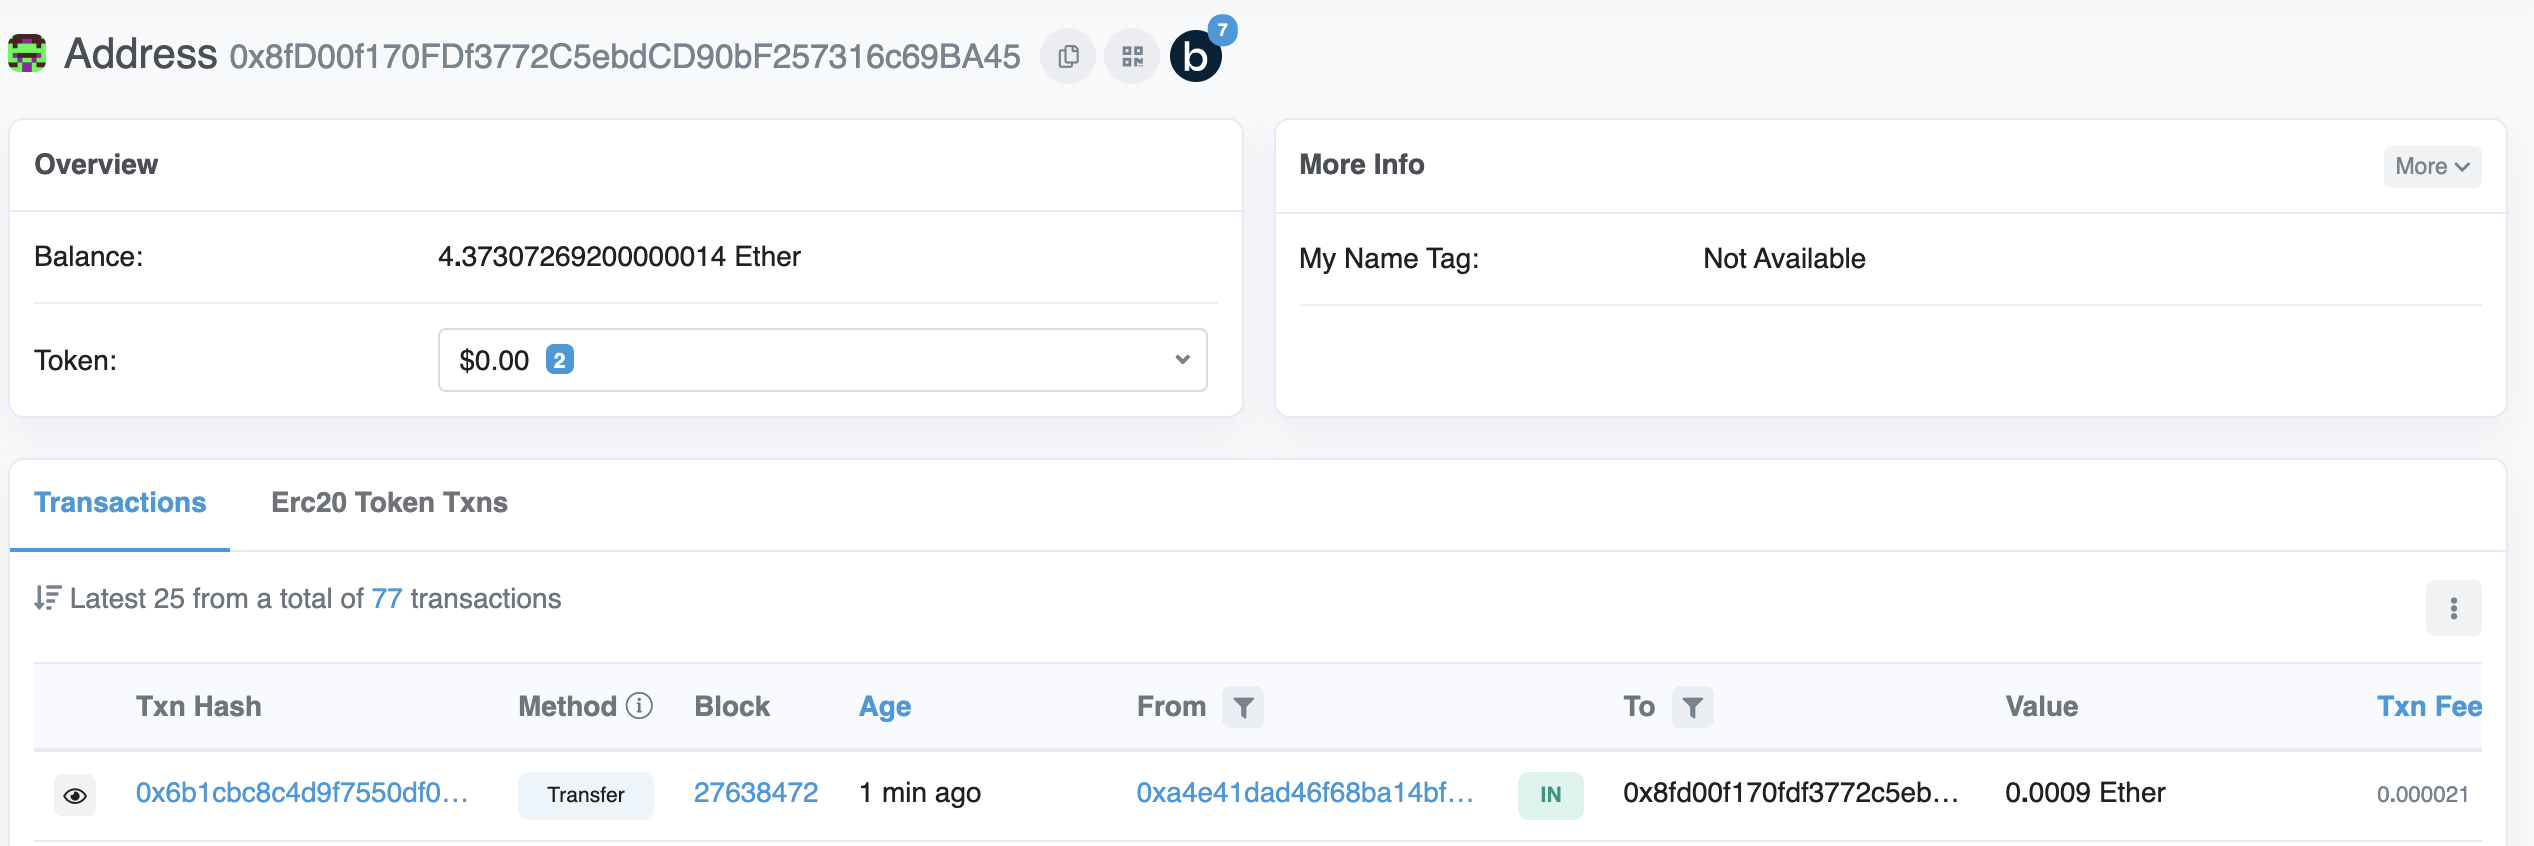 Address 0x8fD00f170FDf3772C5ebdCD90bF257316c69BA45 b 7
Overview
Balance: 4.37307269200000014 Ether
Token: $0.00 2
More Info More
My Name Tag: Not Available
Transactions Erc20 Token Txns
Latest 25 from a total of 77 transactions
Txn Hash Method Block Age From To Value Txn Fee
0x6b1cbc8c4d9f7550df0... Transfer 27638472 1 min ago 0xa4e41dad46f68ba14bf... IN 0x8fd00f170fdf3772c5eb... 0.0009 Ether 0.000021